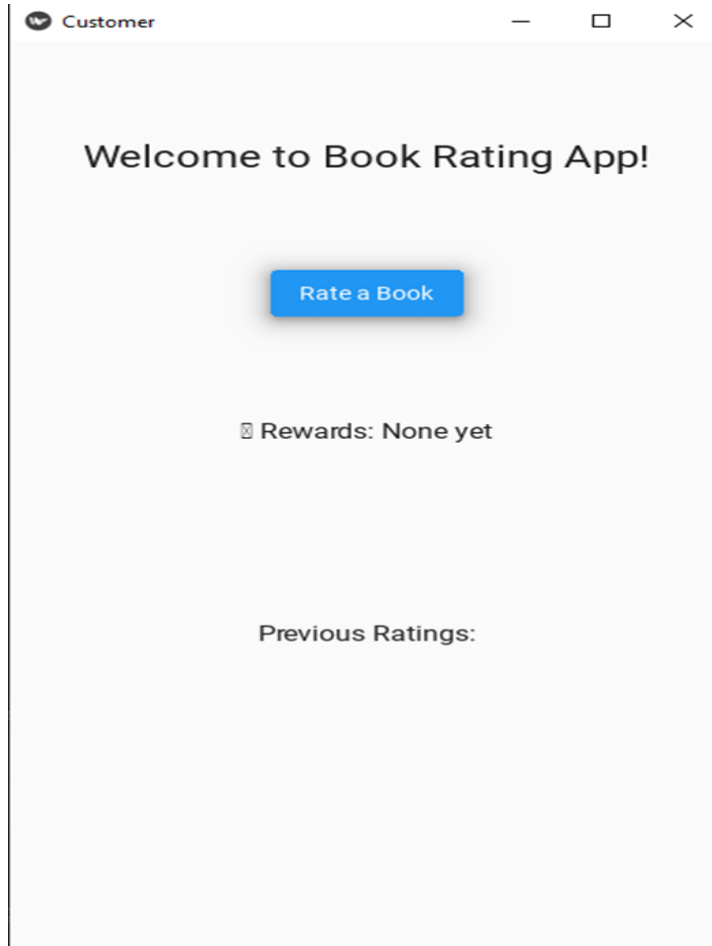 Customer
Welcome to Book Rating App!
Rate a Book
Rewards: None yet
Previous Ratings: